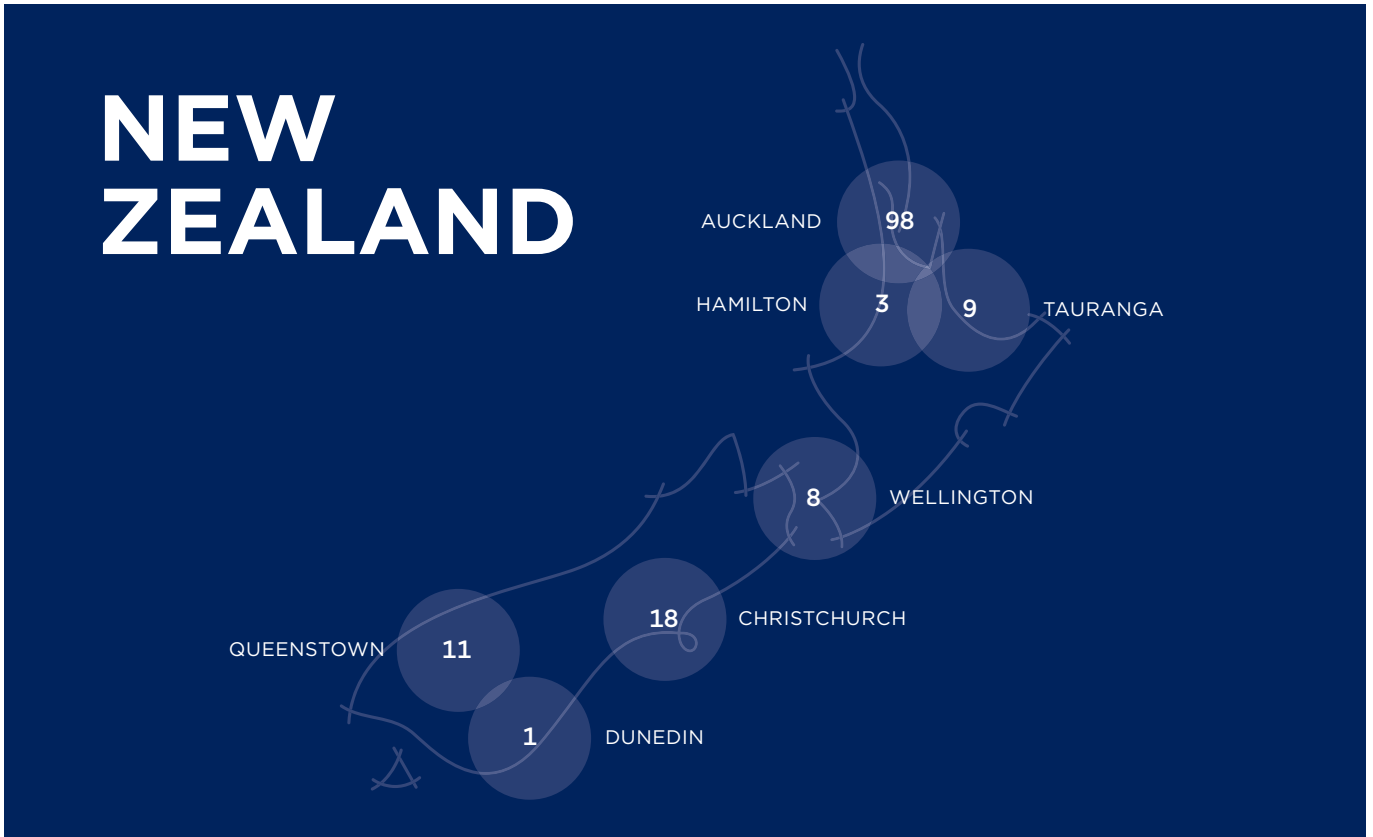 NEW
ZEALAND
AUCKLAND 98
HAMILTON 3
9 TAURANGA
8 WELLINGTON
18 CHRISTCHURCH
QUEENSTOWN 11
1 DUNEDIN